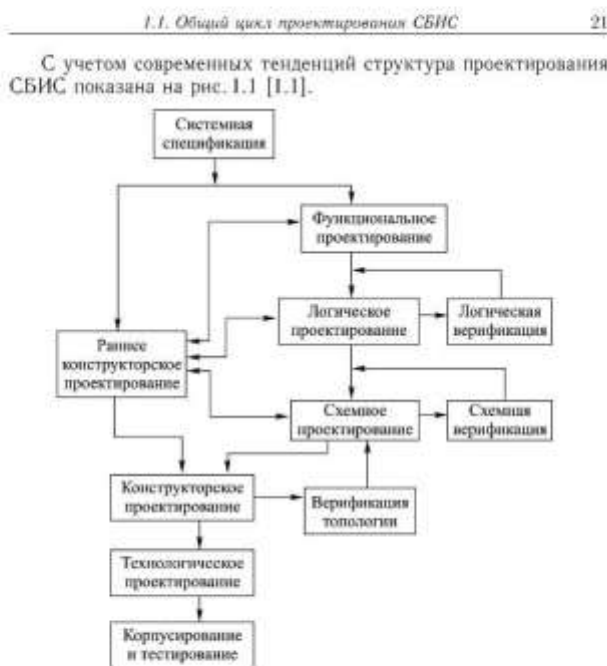 1.1. Общий цикл проектирования СБИС 21
С учетом современных тенденций структура проектирования
СБИС показана на рис. 1.1 [1.1].
Системная
спецификация
Функциональное
проектирование
Логическое
проектирование
Логическая
верификация
Раннее
конструкторское
проектирование
Схемное
проектирование
Схемная
верификация
Конструкторское
проектирование
Верификация
топологии
Технологическое
проектирование
Корпусирование
и тестирование